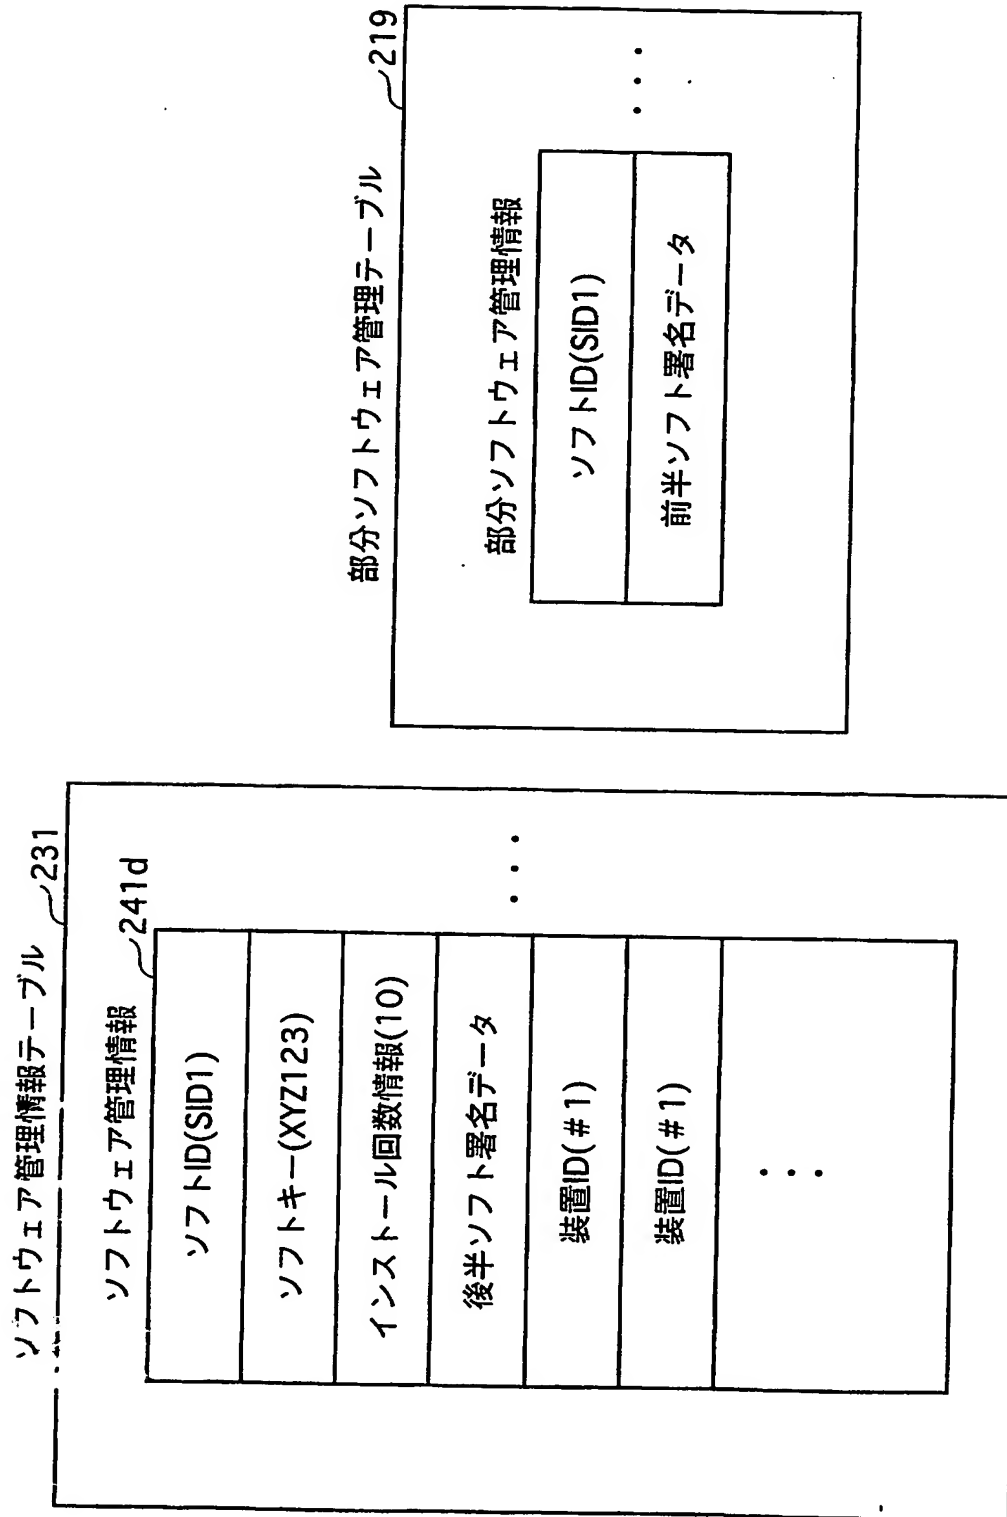 ソフトウェア管理情報テーブル
231
ソフトウェア管理情報
241d
ソフトID(SID1)
ソフトキー(XYZ123)
インストール回数情報(10)
後半ソフト署名データ
装置ID(#1)
装置ID(#1)
・・・
・・・
部分ソフトウェア管理テーブル
219
部分ソフトウェア管理情報
ソフトID(SID1)
前半ソフト署名データ
・・・